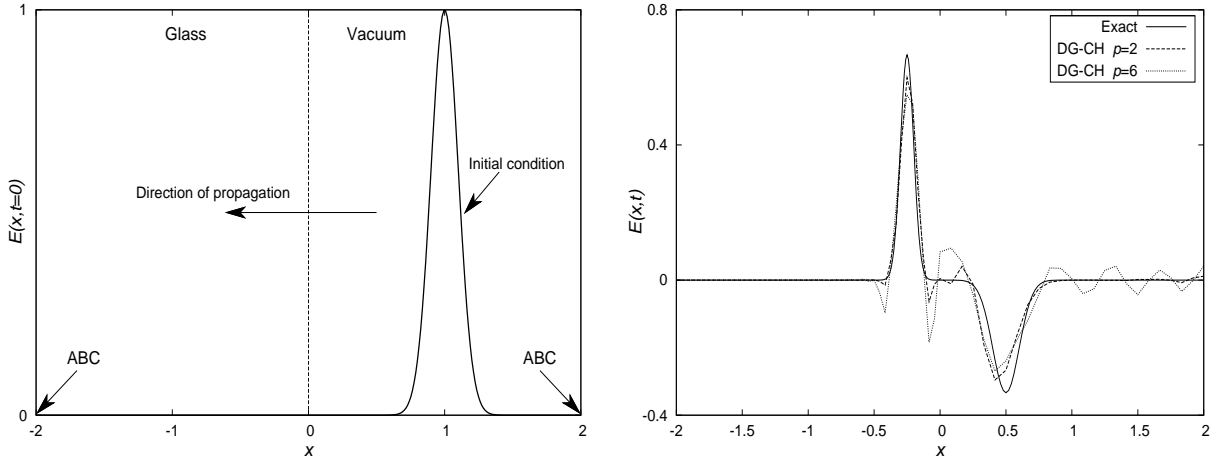 1
Glass
Vacuum
E(x,t=0)
Initial condition
Direction of propagation
ABC
ABC
0
-2
-1
0
1
2
x
0.8
Exact
DG-CH p=2
DG-CH p=6
0.4
E(x,t)
0
-0.4
-2
-1.5
-1
-0.5
0
0.5
1
1.5
2
x